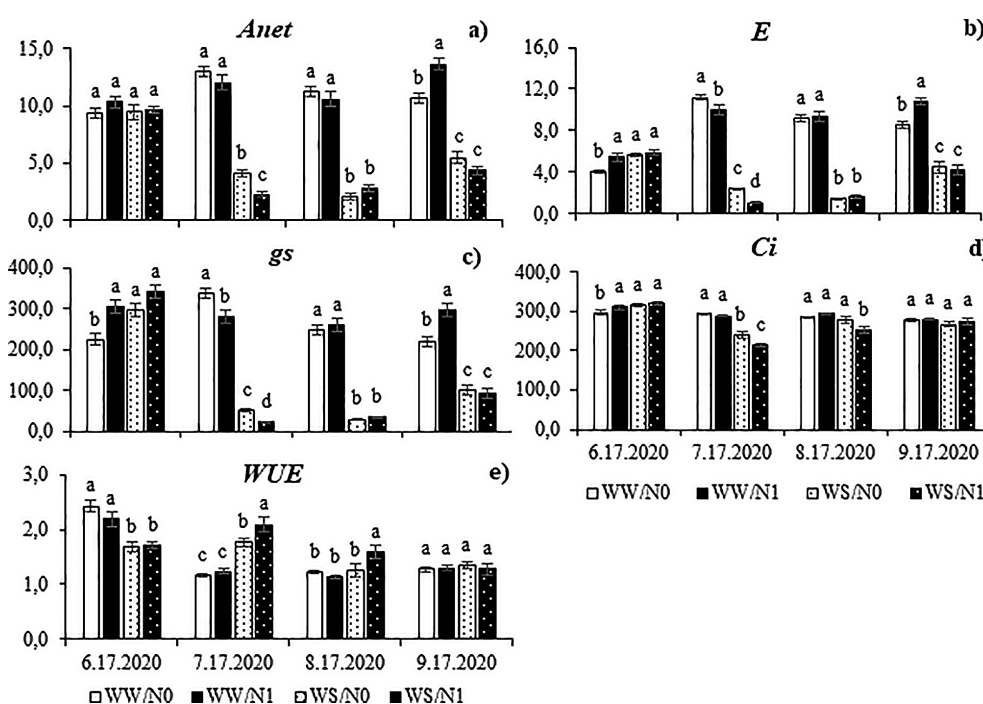 Anet a)
15,0
10,0
5,0
0,0
a a a a
a a b c
a a b b
b a c c
E b)
16,0
12,0
8,0
4,0
0,0
b a a a
a b c d
a a b b
b a c c
gs c)
400,0
300,0
200,0
100,0
0,0
b a a a
a b c d
a a b b
b a c c
Ci d)
400,0
300,0
200,0
100,0
0,0
b a a a
a a b c
a a a b
a a a a
6.17.2020 7.17.2020 8.17.2020 9.17.2020
WW/N0 WW/N1 WS/N0 WS/N1
WUE e)
3,0
2,0
1,0
0,0
a a b b
c c b a
b b b a
a a a a
6.17.2020 7.17.2020 8.17.2020 9.17.2020
WW/N0 WW/N1 WS/N0 WS/N1